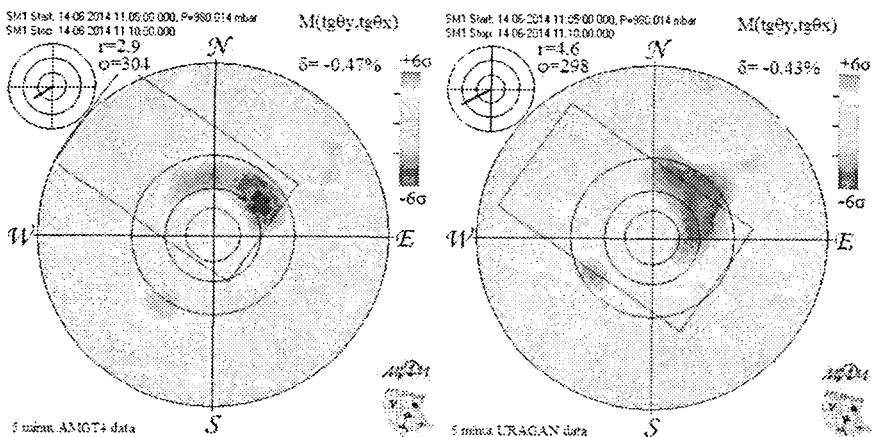 SM1 Start: 14-06-2014 11.05:00.000, P=980.014 mbar
SM1 Stop: 14-06-2014 11.10:00.000
M(tgθy,tgθx)
r=2.9
φ=304
δ= -0.47%
+6σ
-6σ
N
W
E
S
5 minut AMGT4 data
SM1 Start: 14-06-2014 11.05:00.000, P=980.014 mbar
SM1 Stop: 14-06-2014 11.10:00.000
M(tgθy,tgθx)
r=4.6
φ=298
δ= -0.43%
+6σ
-6σ
N
W
E
S
5 minut URAGAN data